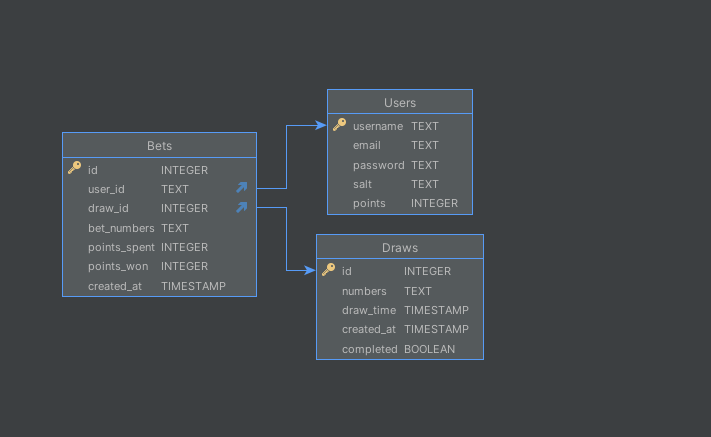 Users
username TEXT
email TEXT
password TEXT
salt TEXT
points INTEGER
Bets
id INTEGER
user_id TEXT
draw_id INTEGER
bet_numbers TEXT
points_spent INTEGER
points_won INTEGER
created_at TIMESTAMP
Draws
id INTEGER
numbers TEXT
draw_time TIMESTAMP
created_at TIMESTAMP
completed BOOLEAN